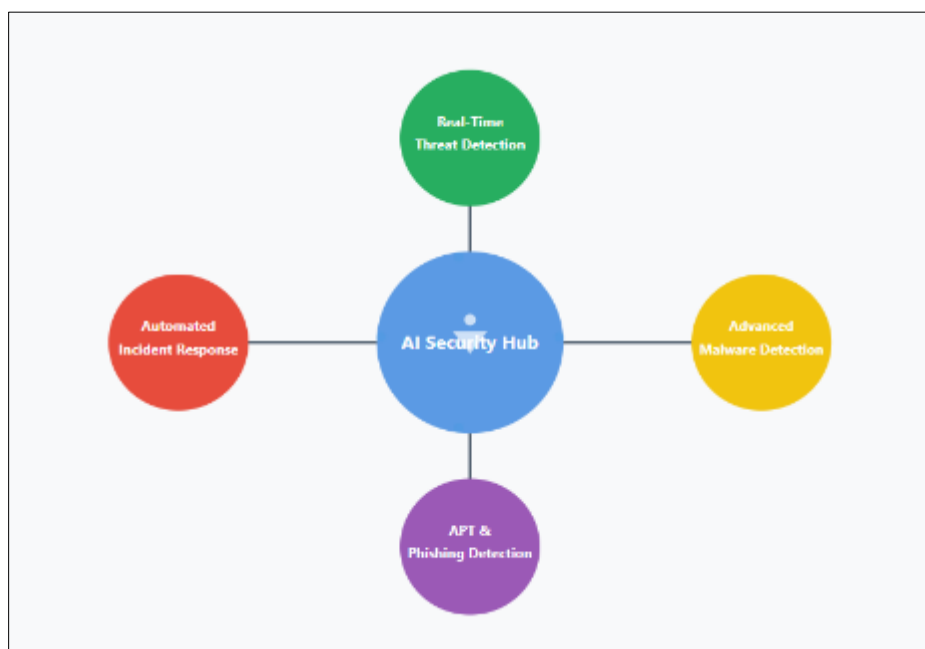 Real-Time
Threat Detection
Automated
Incident Response
AI Security Hub
Advanced
Malware Detection
APT &
Phishing Detection